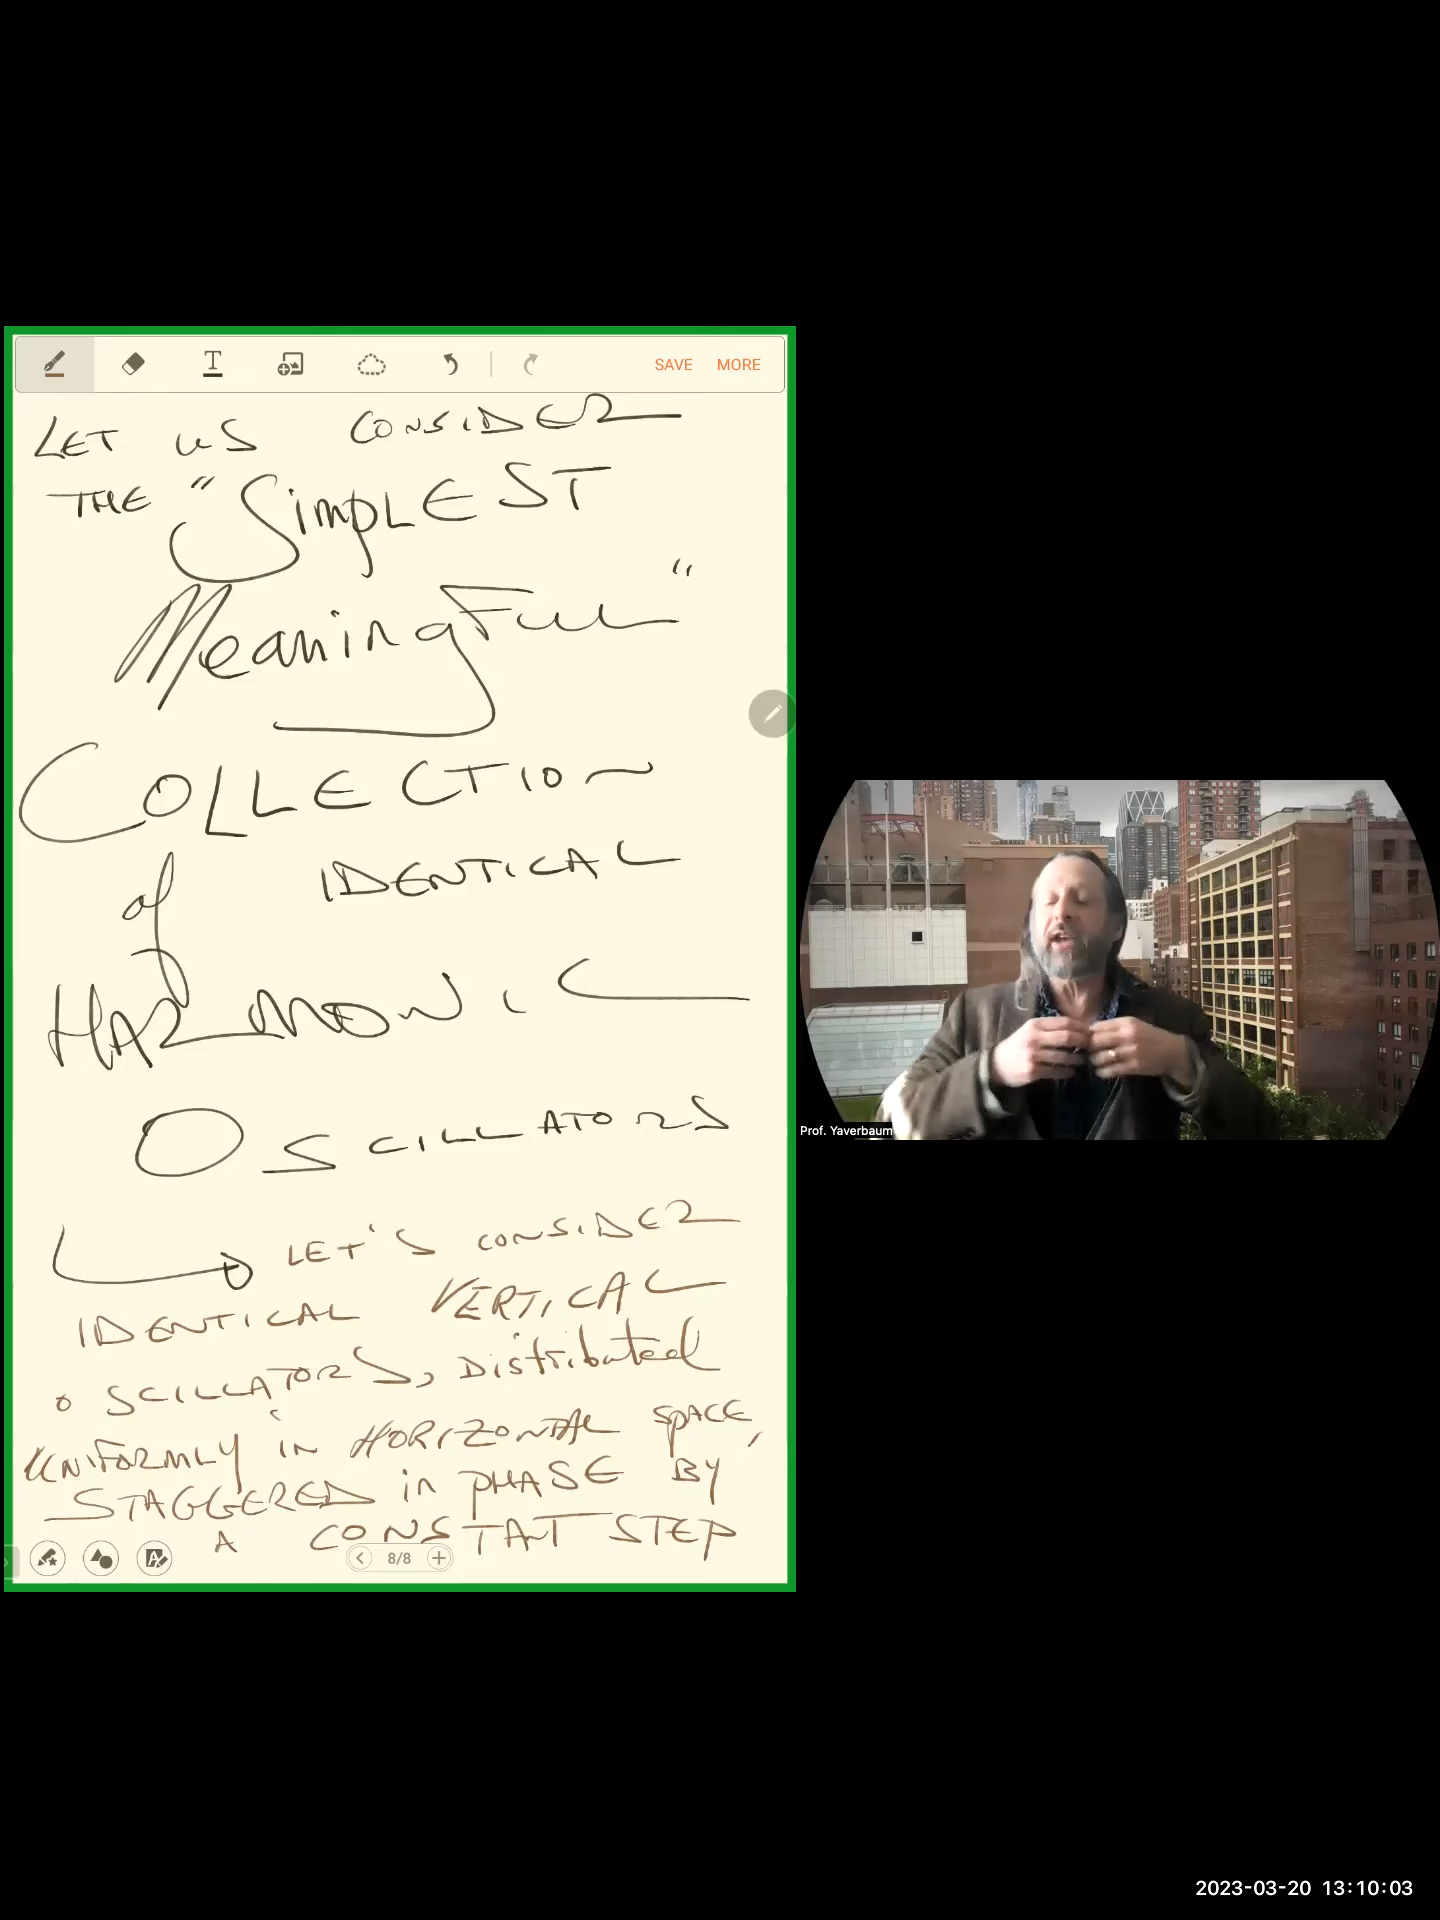 T
SAVE MORE
LET US CONSIDER
THE "SIMPLEST
MeaningFul"
COLLECTION
of IDENTICAL
HARMONIC
OSCILLATORS
LET'S CONSIDER
IDENTICAL VERTICAL
OSCILLATORS, Distributed
UNIFORMLY IN HORIZONTAL SPACE,
STAGGERED in PHASE BY
A CONSTANT STEP
8/8
Prof. Yaverbaum
2023-03-20 13:10:03